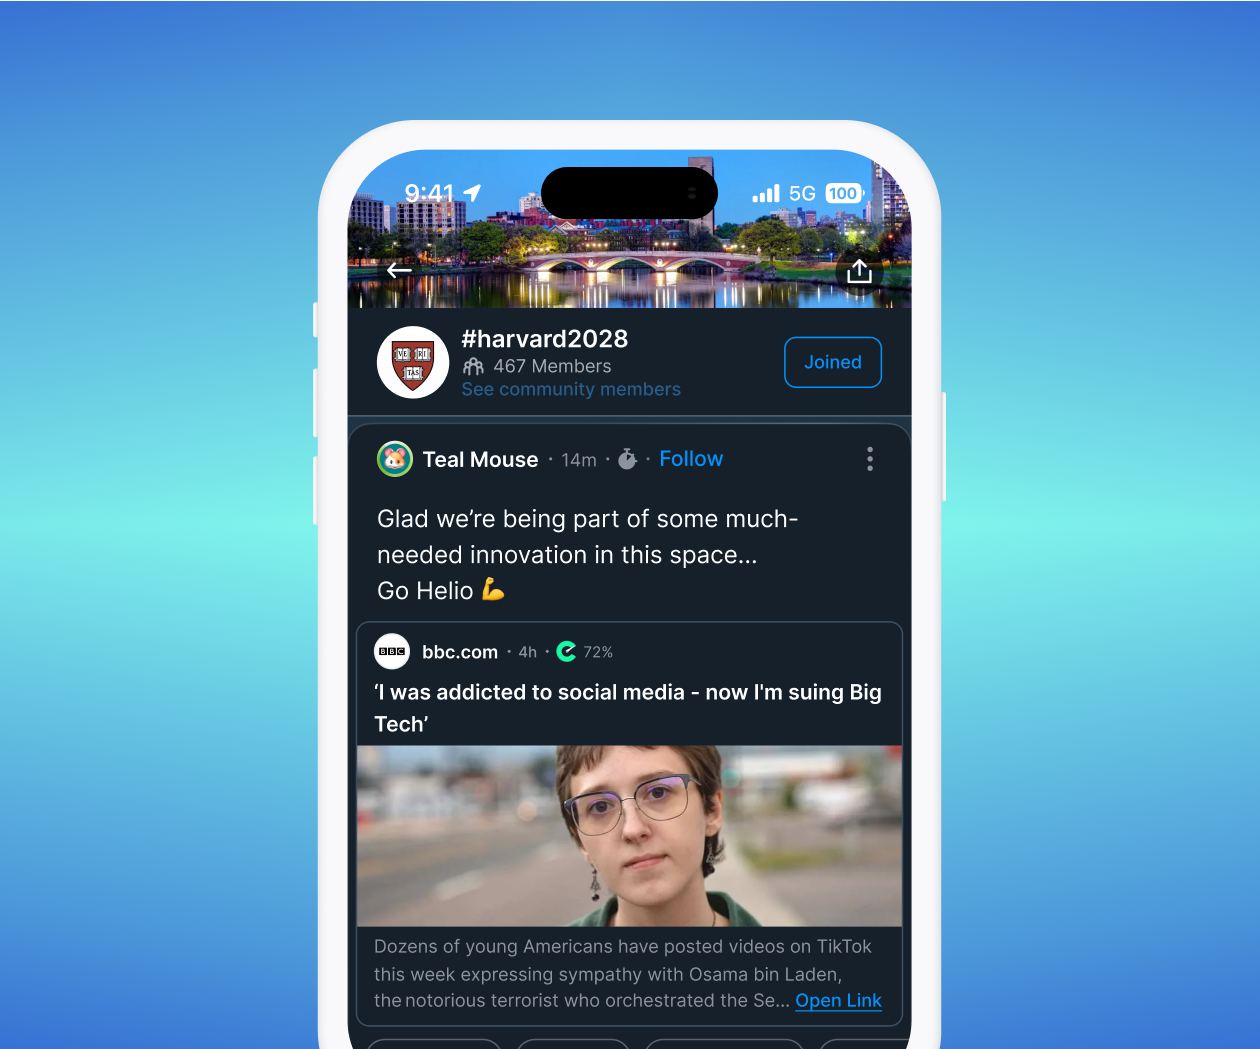 9:41
5G
100
#harvard2028
VE RI
TAS
467 Members
Joined
See community members
Teal Mouse · 14m · · Follow
Glad we’re being part of some much-
needed innovation in this space...
Go Helio 💪
BBC
bbc.com · 4h · 72%
‘I was addicted to social media - now I'm suing Big
Tech’
Dozens of young Americans have posted videos on TikTok
this week expressing sympathy with Osama bin Laden,
the notorious terrorist who orchestrated the Se... Open Link